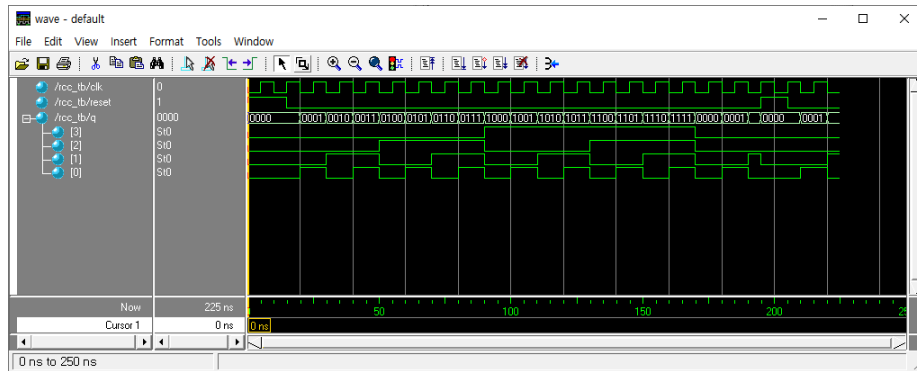 wave - default
File Edit View Insert Format Tools Window
/rcc_tb/clk 0
/rcc_tb/reset 1
/rcc_tb/q 0000 0000 0001 0010 0011 0100 0101 0110 0111 1000 1001 1010 1011 1100 1101 1110 1111 0000 0001 0000 0001
[3] St0
[2] St0
[1] St0
[0] St0
Now 225 ns 50 100 150 200
Cursor 1 0 ns 0 ns
0 ns to 250 ns